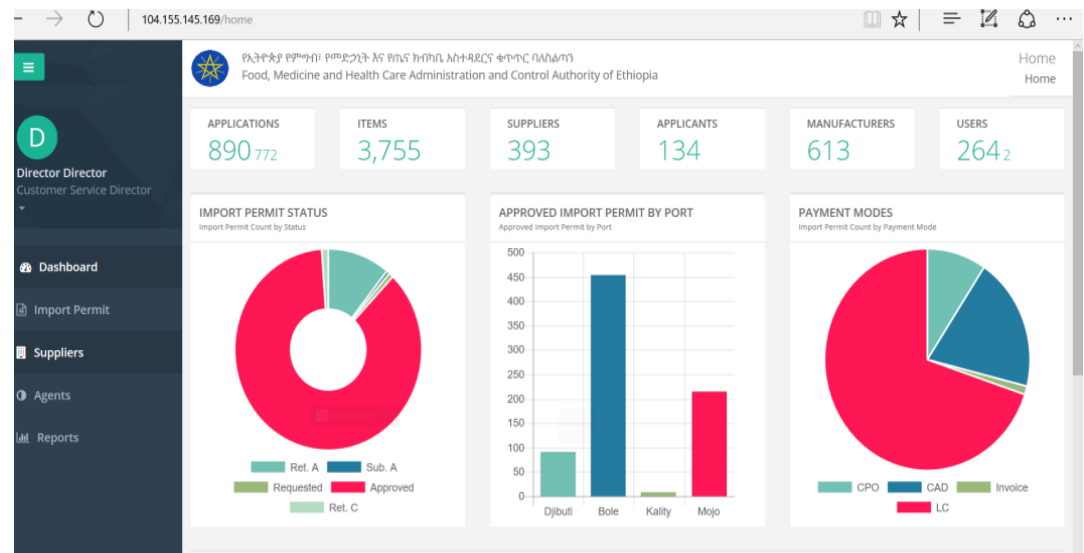 104.155.145.169/home
የኢትዮጵያ የምግብ፣ የመድኃኒት እና የጤና ክብካቤ አስተዳደርና ቁጥጥር ባለስልጣን
Food, Medicine and Health Care Administration and Control Authority of Ethiopia
Home
Home
D
Director Director
Customer Service Director
Dashboard
Import Permit
Suppliers
Agents
Reports
APPLICATIONS
890 772
ITEMS
3,755
SUPPLIERS
393
APPLICANTS
134
MANUFACTURERS
613
USERS
264 2
IMPORT PERMIT STATUS
Import Permit Count by Status
Ret. A
Sub. A
Requested
Approved
Ret. C
APPROVED IMPORT PERMIT BY PORT
Approved Import Permit by Port
500
450
400
350
300
250
200
150
100
50
0
Djibuti
Bole
Kality
Mojo
PAYMENT MODES
Import Permit Count by Payment Mode
CPO
CAD
Invoice
LC